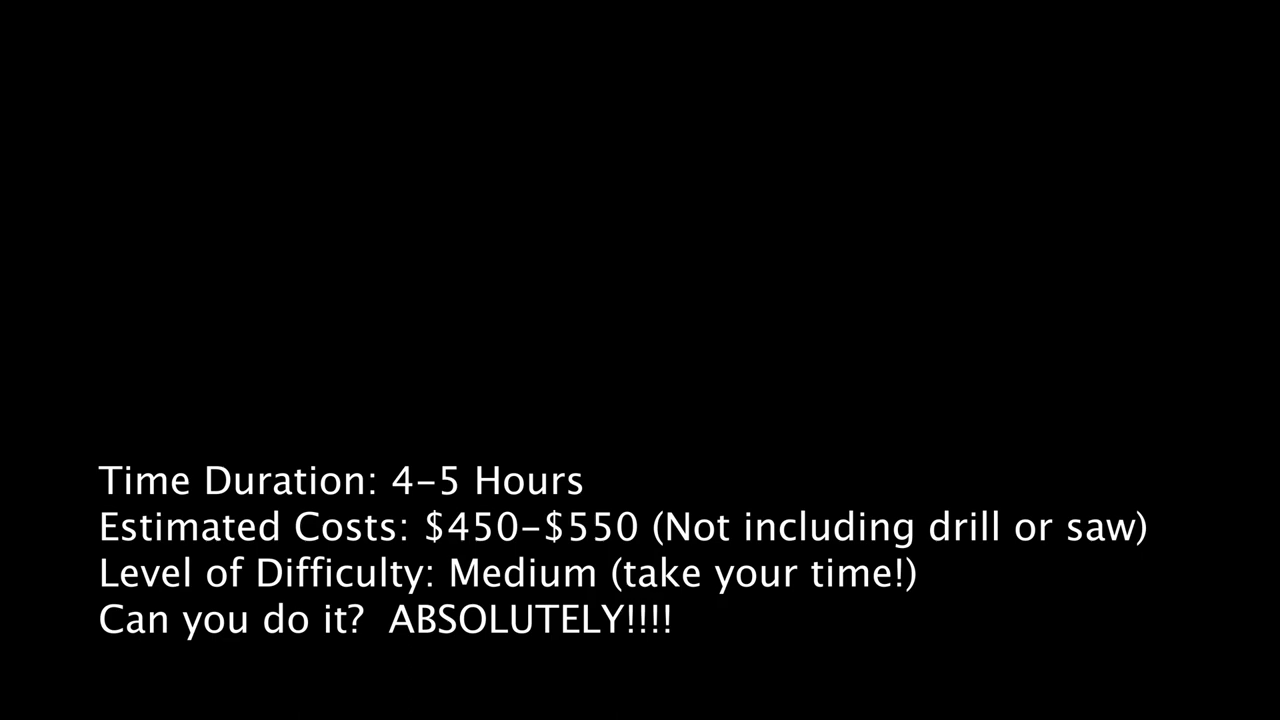 Time Duration: 4-5 Hours
Estimated Costs: $450-$550 (Not including drill or saw)
Level of Difficulty: Medium (take your time!)
Can you do it?  ABSOLUTELY!!!!